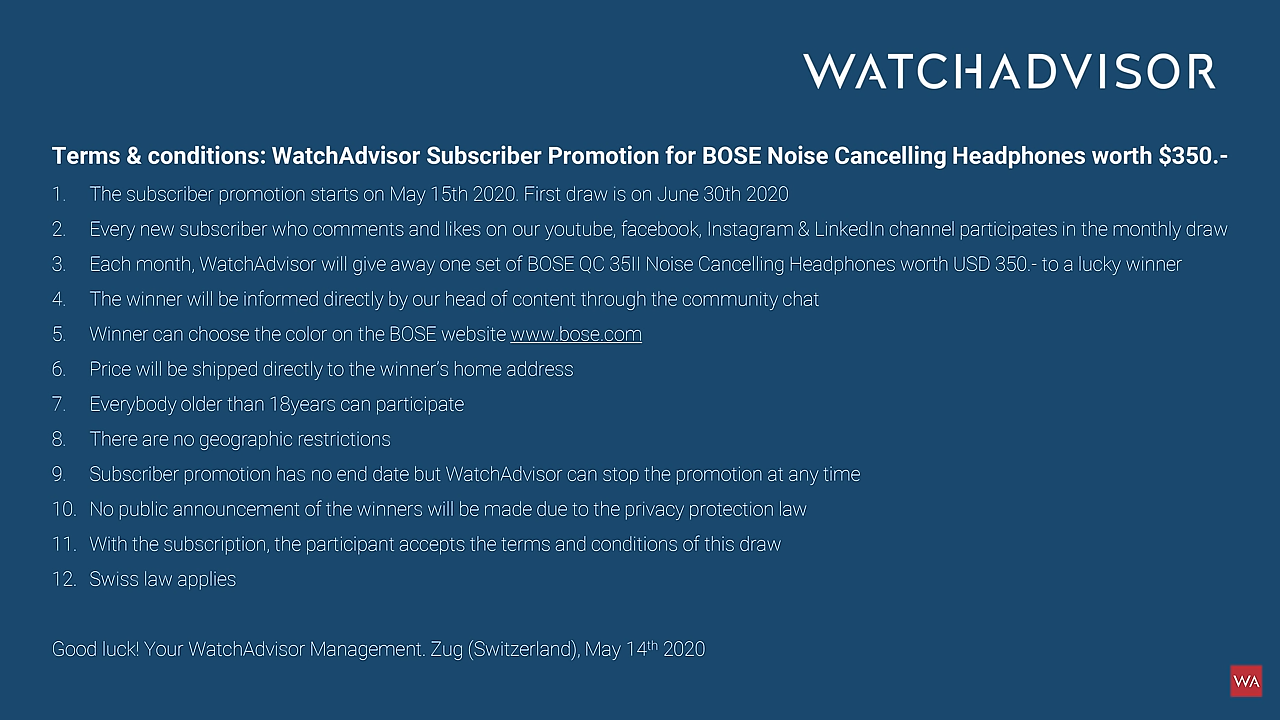 WATCHADVISOR
Terms & conditions: WatchAdvisor Subscriber Promotion for BOSE Noise Cancelling Headphones worth $350.-
1. The subscriber promotion starts on May 15th 2020. First draw is on June 30th 2020
2. Every new subscriber who comments and likes on our youtube, facebook, Instagram & LinkedIn channel participates in the monthly draw
3. Each month, WatchAdvisor will give away one set of BOSE QC 35II Noise Cancelling Headphones worth USD 350.- to a lucky winner
4. The winner will be informed directly by our head of content through the community chat
5. Winner can choose the color on the BOSE website www.bose.com
6. Price will be shipped directly to the winner’s home address
7. Everybody older than 18years can participate
8. There are no geographic restrictions
9. Subscriber promotion has no end date but WatchAdvisor can stop the promotion at any time
10. No public announcement of the winners will be made due to the privacy protection law
11. With the subscription, the participant accepts the terms and conditions of this draw
12. Swiss law applies
Good luck! Your WatchAdvisor Management. Zug (Switzerland), May 14th 2020
WA